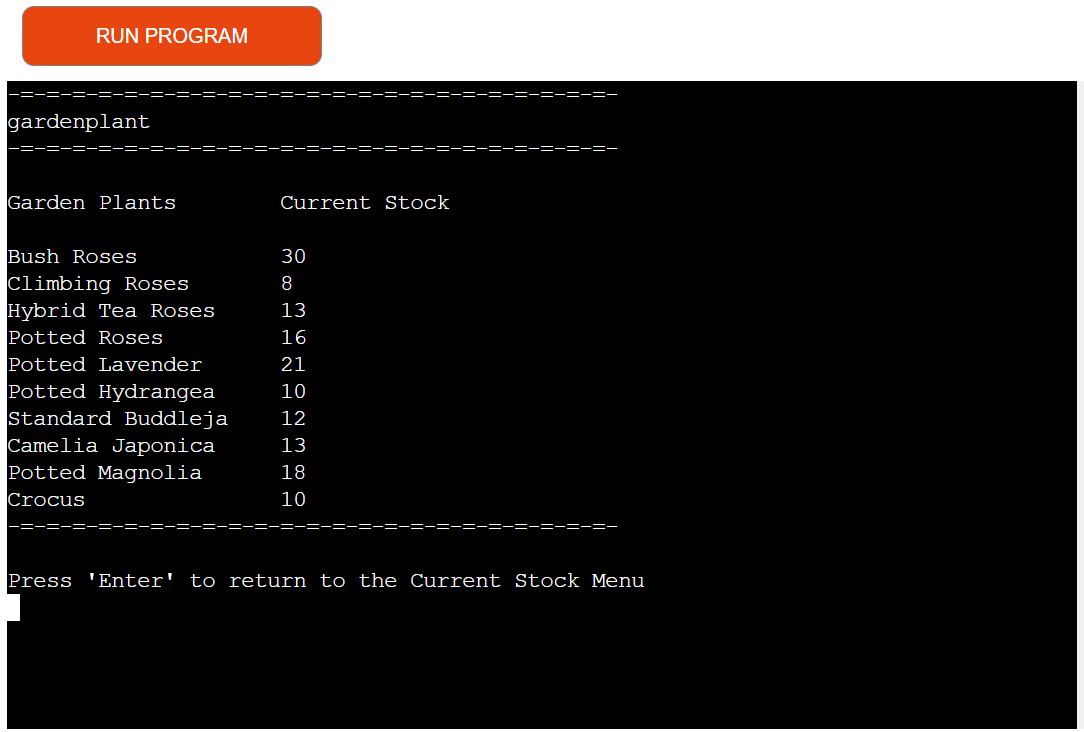 RUN PROGRAM
-=-=-=-=-=-=-=-=-=-=-=-=-=-=-=-=-=-=-=-=-=-=-=-
gardenplant
-=-=-=-=-=-=-=-=-=-=-=-=-=-=-=-=-=-=-=-=-=-=-=-
Garden Plants        Current Stock
Bush Roses           30
Climbing Roses       8
Hybrid Tea Roses     13
Potted Roses         16
Potted Lavender      21
Potted Hydrangea     10
Standard Buddleja    12
Camelia Japonica     13
Potted Magnolia      18
Crocus               10
-=-=-=-=-=-=-=-=-=-=-=-=-=-=-=-=-=-=-=-=-=-=-=-
Press 'Enter' to return to the Current Stock Menu